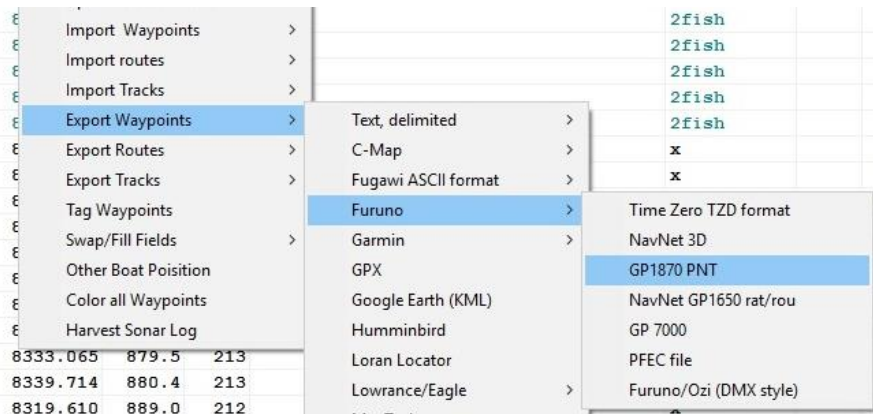 Import Waypoints >
Import routes >
Import Tracks >
Export Waypoints >
Export Routes >
Export Tracks >
Tag Waypoints
Swap/Fill Fields >
Other Boat Poisition
Color all Waypoints
Harvest Sonar Log
Text, delimited >
C-Map >
Fugawi ASCII format >
Furuno >
Garmin >
GPX
Google Earth (KML)
Humminbird
Loran Locator
Lowrance/Eagle >
Time Zero TZD format
NavNet 3D
GP1870 PNT
NavNet GP1650 rat/rou
GP 7000
PFEC file
Furuno/Ozi (DMX style)
2fish
2fish
2fish
2fish
2fish
x
x
8333.065 879.5 213
8339.714 880.4 213
8319.610 889.0 212